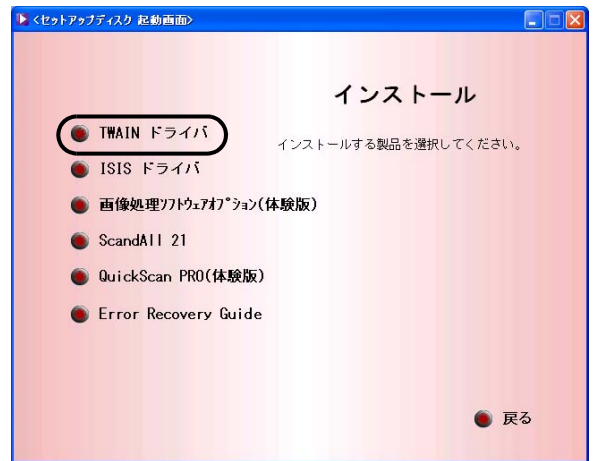 <セットアップディスク 起動画面>
インストール
インストールする製品を選択してください。
TWAIN ドライバ
ISIS ドライバ
画像処理ｿﾌﾄｳｪｱｵﾌﾟｼｮﾝ(体験版)
ScandAll 21
QuickScan PRO(体験版)
Error Recovery Guide
戻る